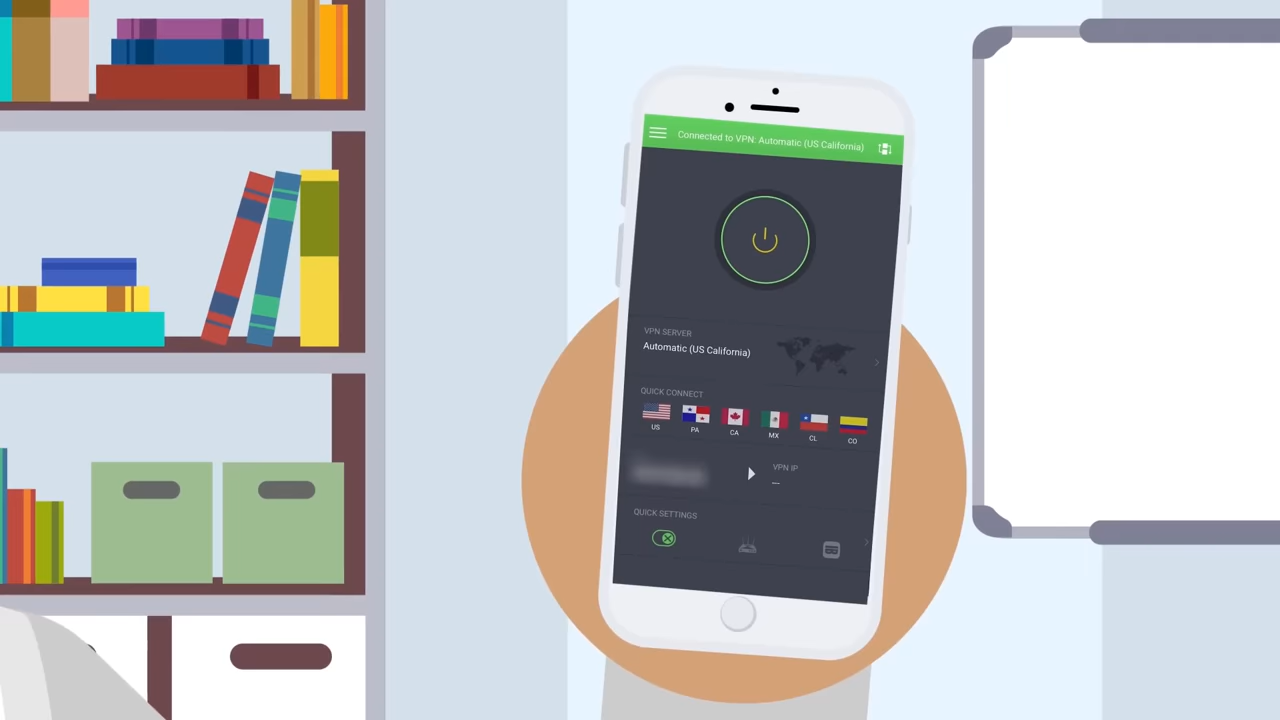 Connected to VPN: Automatic (US California)
VPN SERVER
Automatic (US California)
QUICK CONNECT
US PA CA MX CL CO
VPN IP
---
QUICK SETTINGS